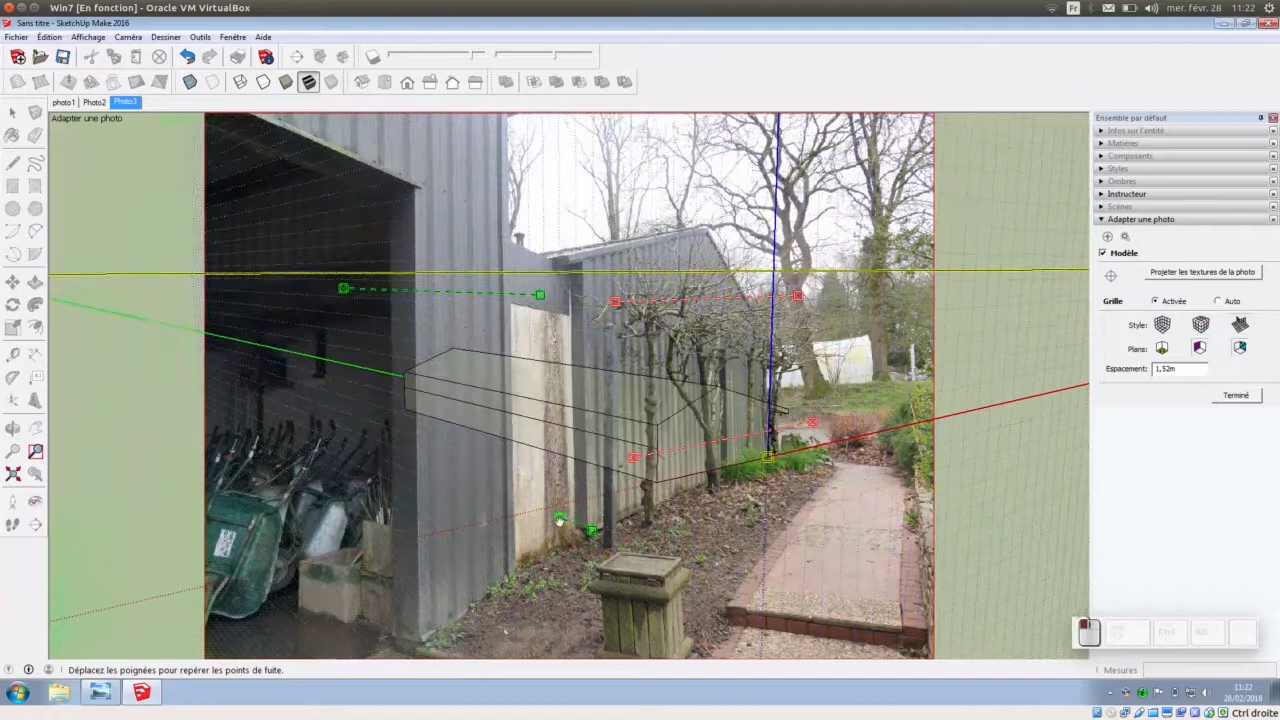 Win7 [En fonction] - Oracle VM VirtualBox
Fr
mer. févr. 28
11:22
Sans titre - SketchUp Make 2016
Fichier Édition Affichage Caméra Dessiner Outils Fenêtre Aide
photo1 Photo2 Photo3
Adapter une photo
Ensemble par défaut
Infos sur l'entité
Matières
Composants
Styles
Ombres
Instructeur
Scènes
Adapter une photo
Modèle
Projeter les textures de la photo
Grille Activée Auto
Style:
Plans:
Espacement: 1,52m
Terminé
Ctrl
Alt
Déplacez les poignées pour repérer les points de fuite.
Mesures
11:22
28/02/2018
Ctrl droite